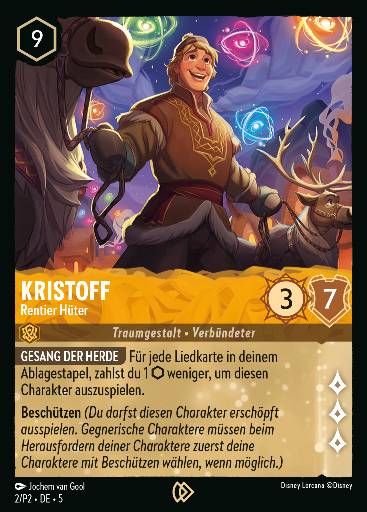 9
KRISTOFF
Rentier Hüter
3
7
Traumgestalt • Verbündeter
GESANG DER HERDE Für jede Liedkarte in deinem
Ablagestapel, zahlst du 1 weniger, um diesen
Charakter auszuspielen.
Beschützen (Du darfst diesen Charakter erschöpft
ausspielen. Gegnerische Charaktere müssen beim
Herausfordern deiner Charaktere zuerst deine
Charaktere mit Beschützen wählen, wenn möglich.)
Jochem van Gool
2/P2 • DE • 5
Disney Lorcana ©Disney